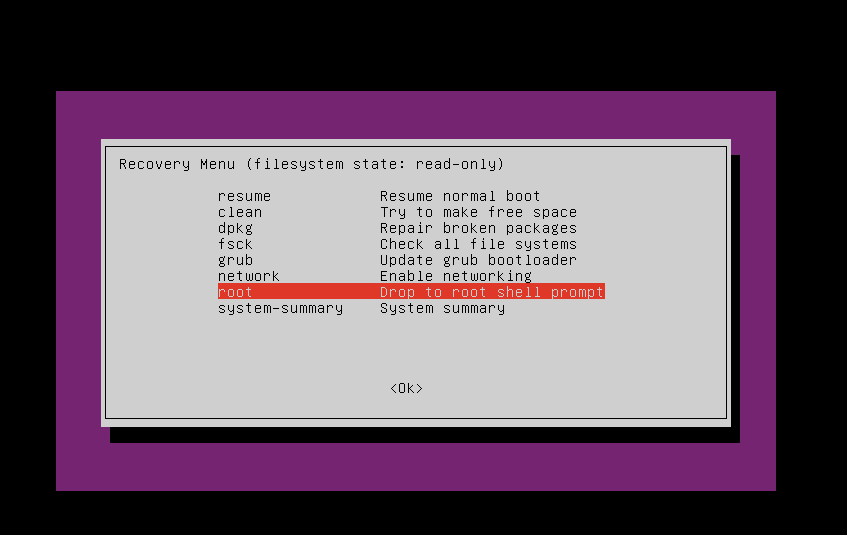 Recovery Menu (filesystem state: read-only)
resume Resume normal boot
clean Try to make free space
dpkg Repair broken packages
fsck Check all file systems
grub Update grub bootloader
network Enable networking
root Drop to root shell prompt
system-summary System summary
<Ok>